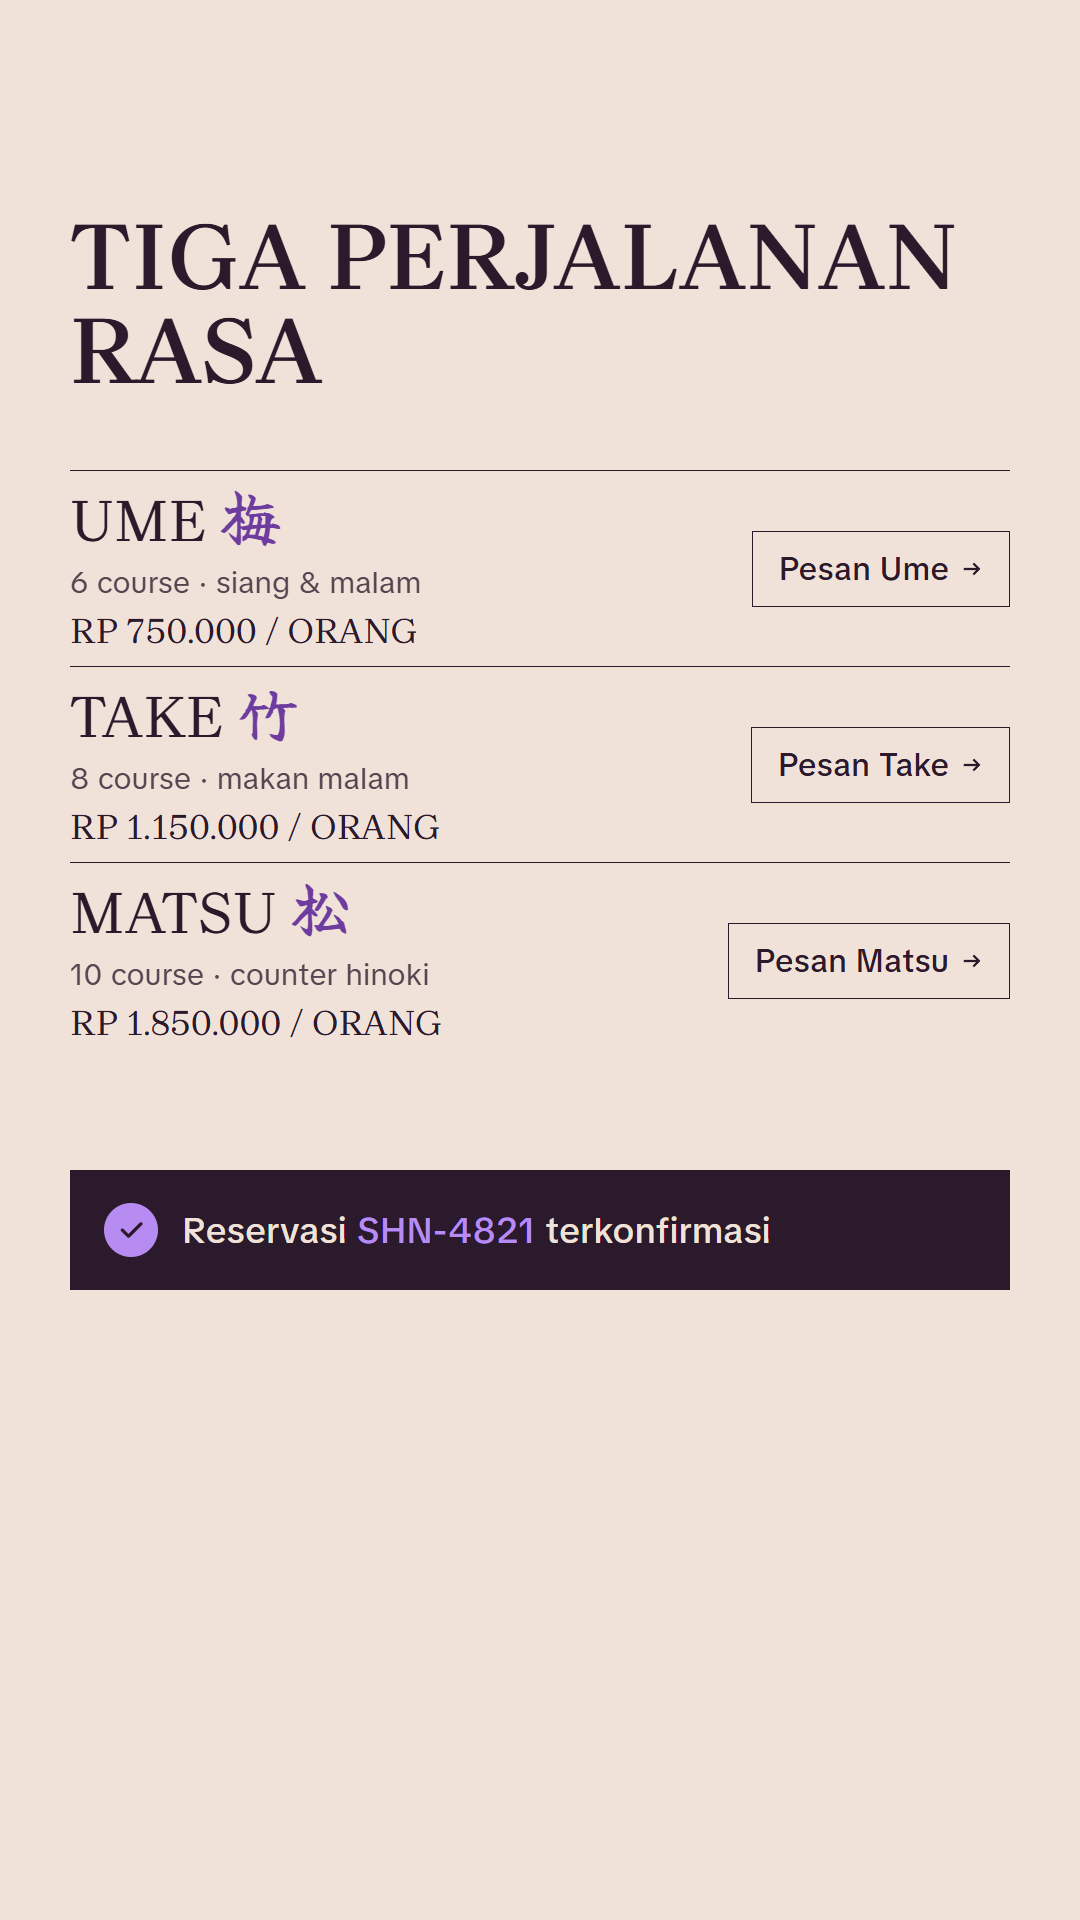 TIGA PERJALANAN
RASA
UME 梅
6 course · siang & malam
RP 750.000 / ORANG
Pesan Ume →
TAKE 竹
8 course · makan malam
RP 1.150.000 / ORANG
Pesan Take →
MATSU 松
10 course · counter hinoki
RP 1.850.000 / ORANG
Pesan Matsu →
Reservasi SHN-4821 terkonfirmasi